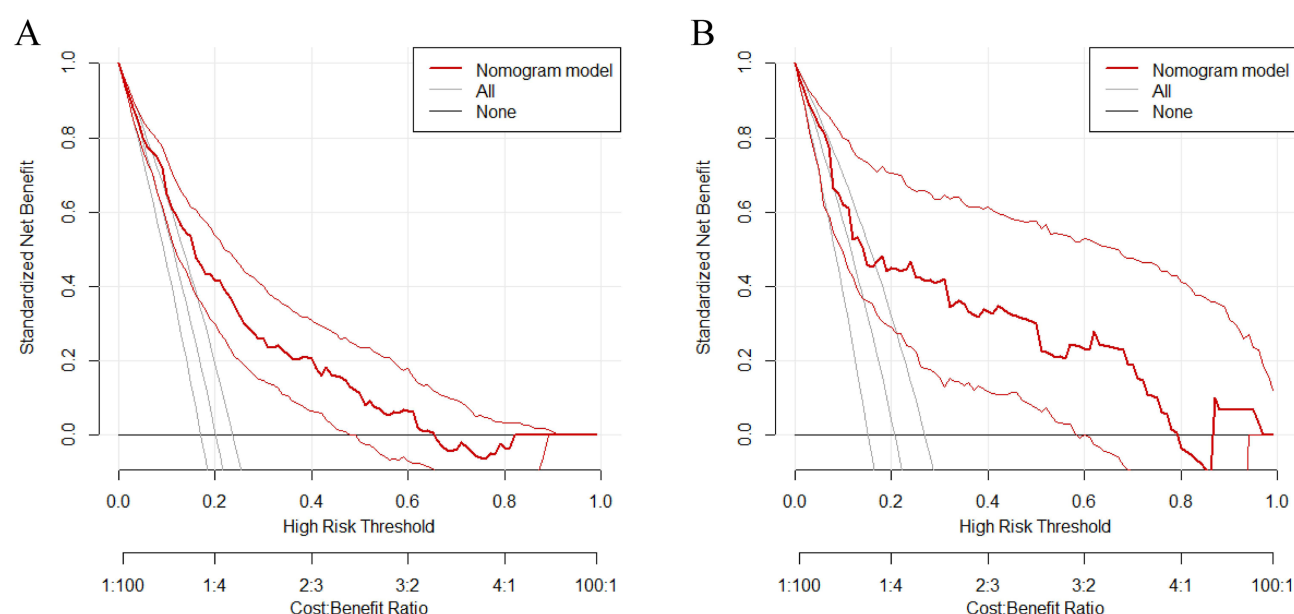 A
Nomogram model
All
None
Standardized Net Benefit
1.0
0.8
0.6
0.4
0.2
0.0
0.0 0.2 0.4 0.6 0.8 1.0
High Risk Threshold
1:100 1:4 2:3 3:2 4:1 100:1
Cost:Benefit Ratio
B
Nomogram model
All
None
Standardized Net Benefit
1.0
0.8
0.6
0.4
0.2
0.0
0.0 0.2 0.4 0.6 0.8 1.0
High Risk Threshold
1:100 1:4 2:3 3:2 4:1 100:1
Cost:Benefit Ratio